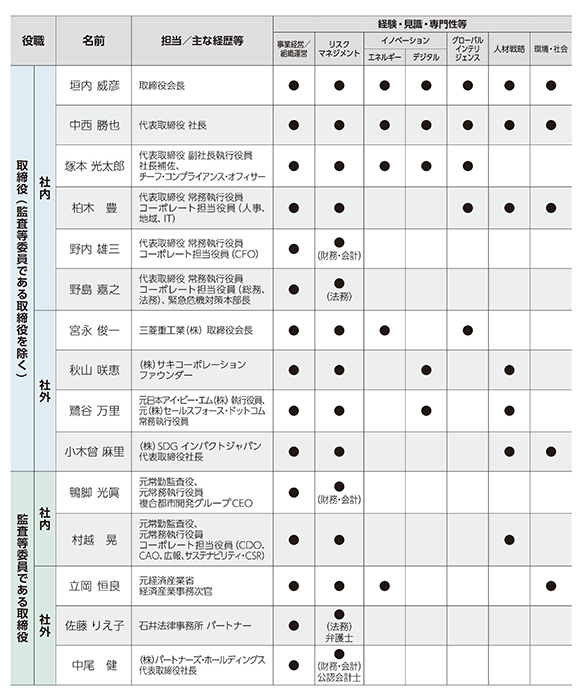 役職 名前 担当／主な経歴等 経験・見識・専門性等
事業経営／
組織運営
リスク
マネジメント
イノベーション
エネルギー デジタル
グローバル
インテリ
ジェンス
人材戦略 環境・社会
取締役（監査等委員である取締役を除く）
社内
垣内 威彦 取締役会長 ● ● ● ● ● ● ●
中西 勝也 代表取締役 社長 ● ● ● ● ● ● ●
塚本 光太郎 代表取締役 副社長執行役員
社長補佐、
チーフ・コンプライアンス・オフィサー ● ● ● ● ●
柏木 豊 代表取締役 常務執行役員
コーポレート担当役員（人事、
地域、IT） ● ● ● ● ●
野内 雄三 代表取締役 常務執行役員
コーポレート担当役員（CFO） ● ●
（財務・会計）
野島 嘉之 代表取締役 常務執行役員
コーポレート担当役員（総務、
法務）、緊急危機対策本部長 ● ●
（法務）
社外
宮永 俊一 三菱重工業（株） 取締役会長 ● ● ● ●
秋山 咲恵 （株）サキコーポレーション
ファウンダー ● ● ● ●
鷺谷 万里 元日本アイ・ビー・エム（株） 執行役員、
元（株）セールスフォース・ドットコム
常務執行役員 ● ● ● ●
小木曾 麻里 （株）SDG インパクトジャパン
代表取締役社長 ● ● ● ●
監査等委員である取締役
社内
鴨脚 光眞 元常勤監査役、
元常務執行役員
複合都市開発グループCEO ● ●
（財務・会計）
村越 晃 元常勤監査役、
元常務執行役員
コーポレート担当役員（CDO、
CAO、広報、サステナビリティ・CSR） ● ● ●
社外
立岡 恒良 元経済産業省
経済産業事務次官 ● ● ● ●
佐藤 りえ子 石井法律事務所 パートナー ● ●
（法務）
弁護士
中尾 健 （株）パートナーズ・ホールディングス
代表取締役社長 ● ●
（財務・会計）
公認会計士